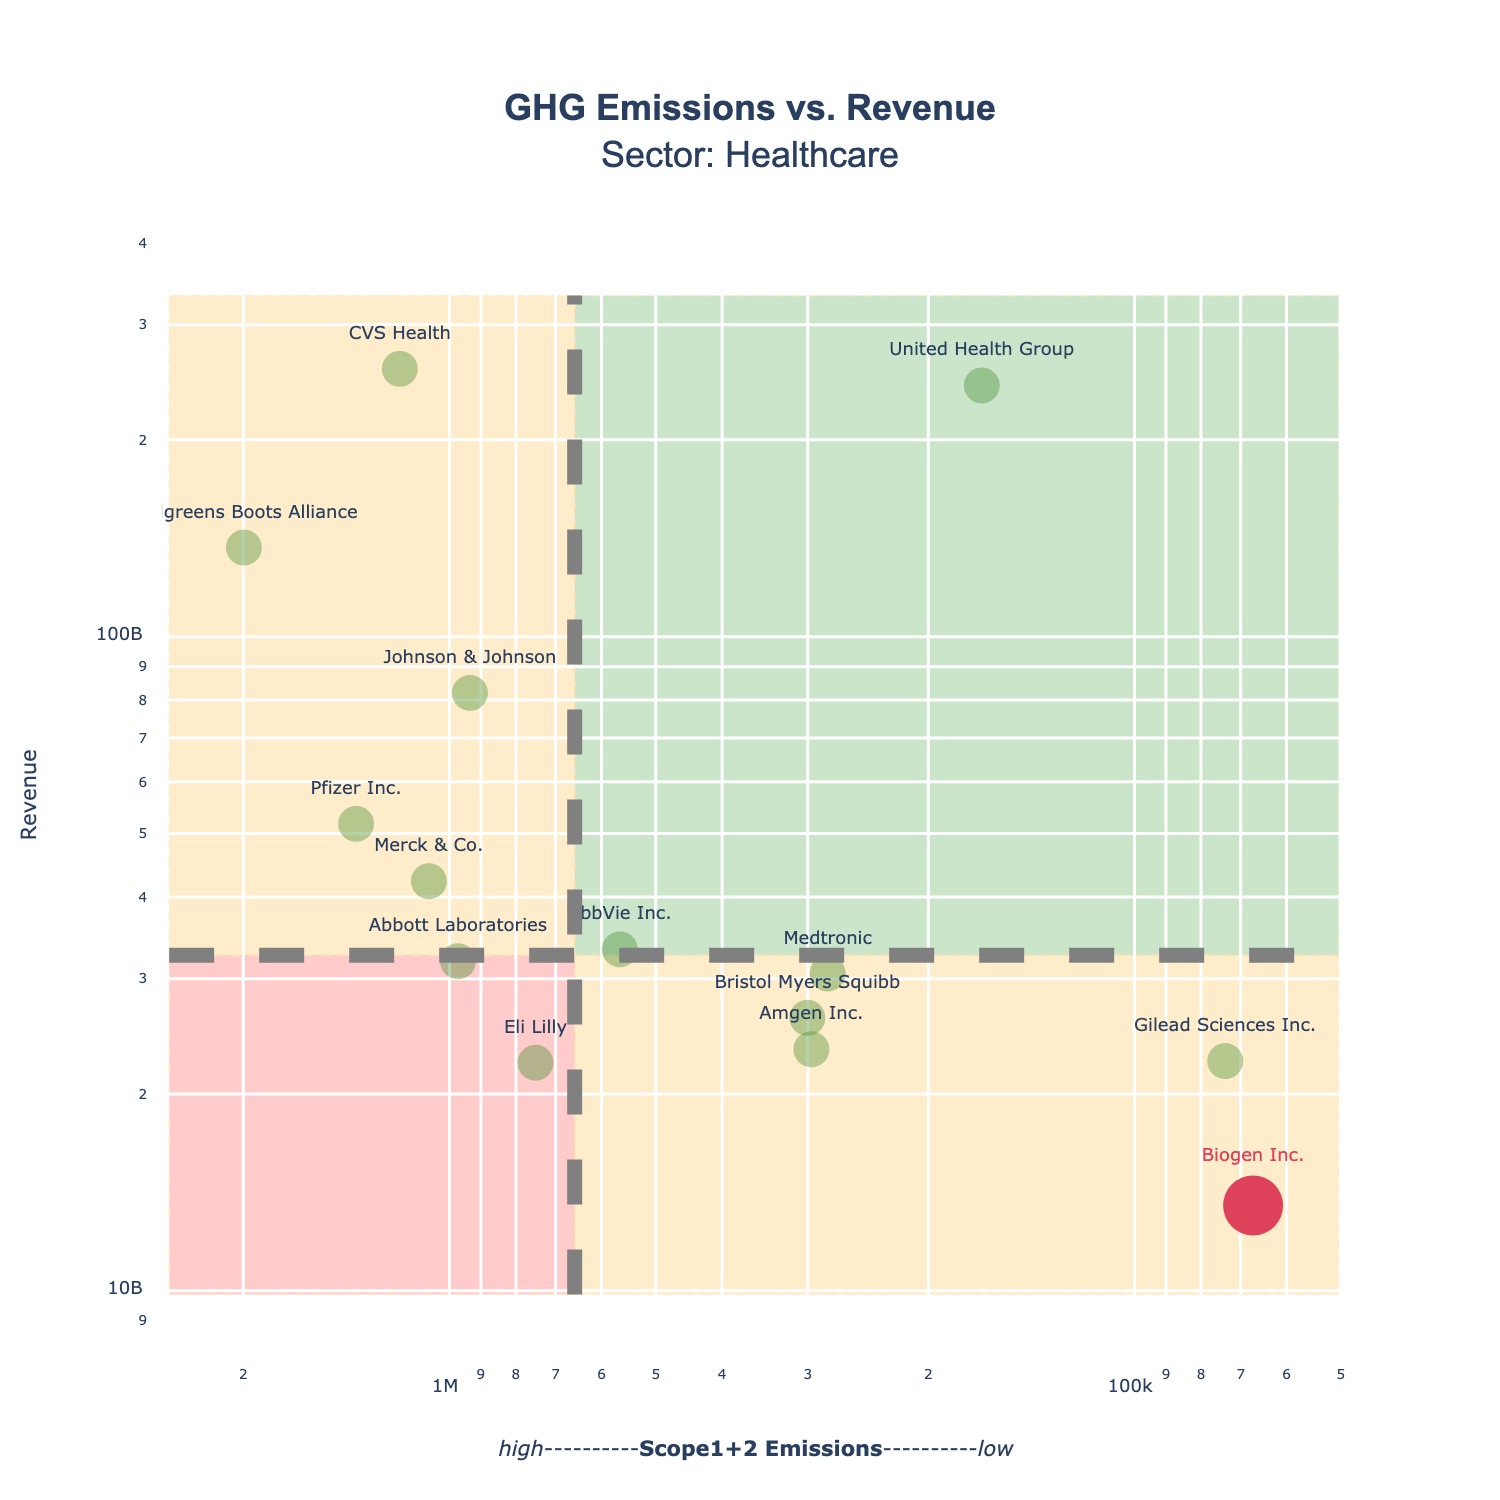 GHG Emissions vs. Revenue
Sector: Healthcare
4
3
2
100B
9
8
7
6
5
4
3
2
10B
9
Revenue
CVS Health
United Health Group
lgreens Boots Alliance
Johnson & Johnson
Pfizer Inc.
Merck & Co.
Abbott Laboratories
bbVie Inc.
Medtronic
Bristol Myers Squibb
Amgen Inc.
Eli Lilly
Gilead Sciences Inc.
Biogen Inc.
2 1M 9 8 7 6 5 4 3 2 100k 9 8 7 6 5
high----------Scope1+2 Emissions----------low